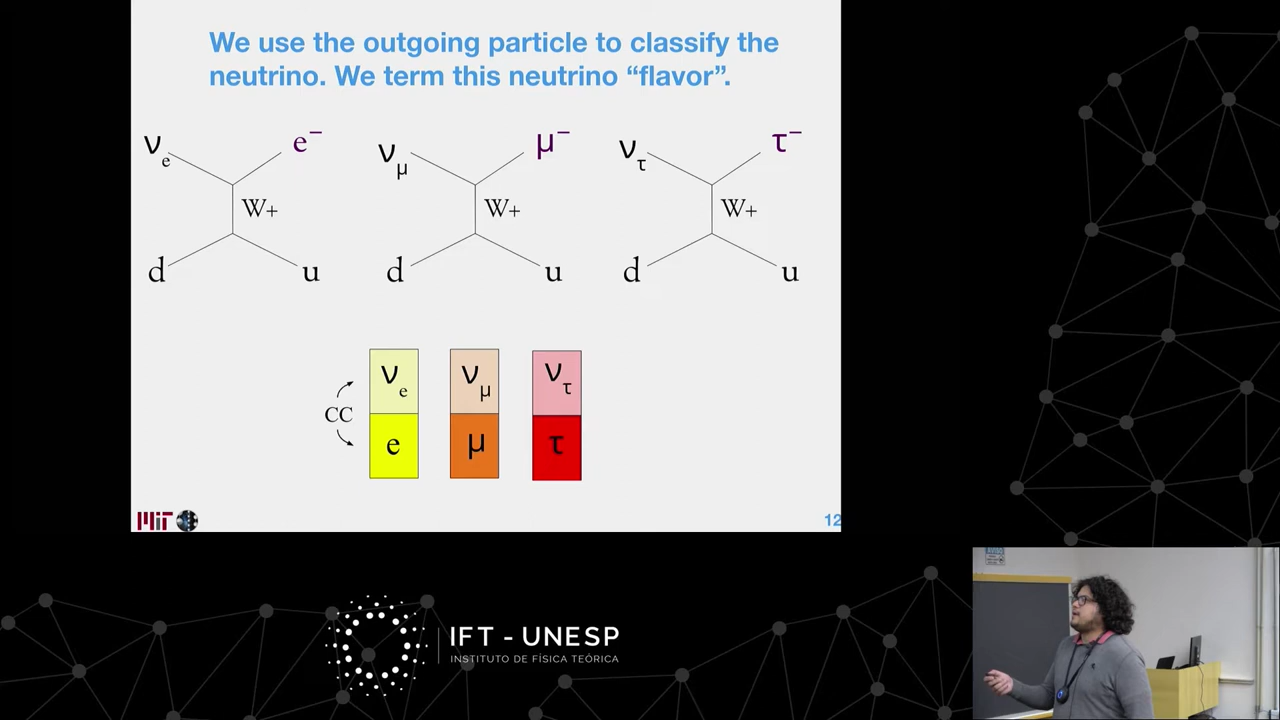 We use the outgoing particle to classify the
neutrino. We term this neutrino “flavor”.
νe e⁻ νμ μ⁻ ντ τ⁻
W+ W+ W+
d u d u d u
νe νμ ντ
CC
e μ τ
MIT 12
IFT - UNESP
INSTITUTO DE FÍSICA TEÓRICA